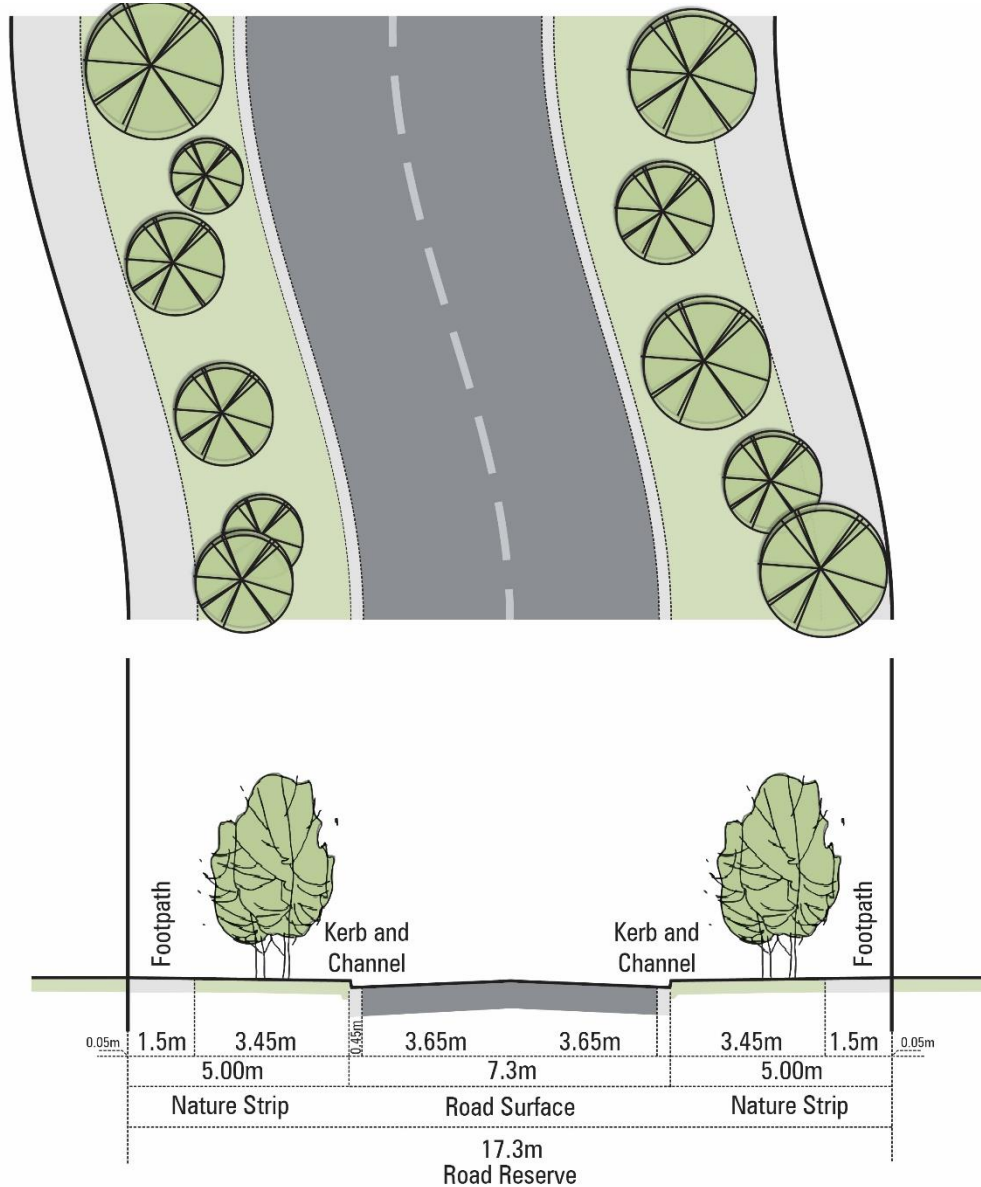 Footpath
Kerb and
Channel
Kerb and
Channel
Footpath
0.05m
1.5m
3.45m
0.45m
3.65m
3.65m
3.45m
1.5m
0.05m
5.00m
7.3m
5.00m
Nature Strip
Road Surface
Nature Strip
17.3m
Road Reserve